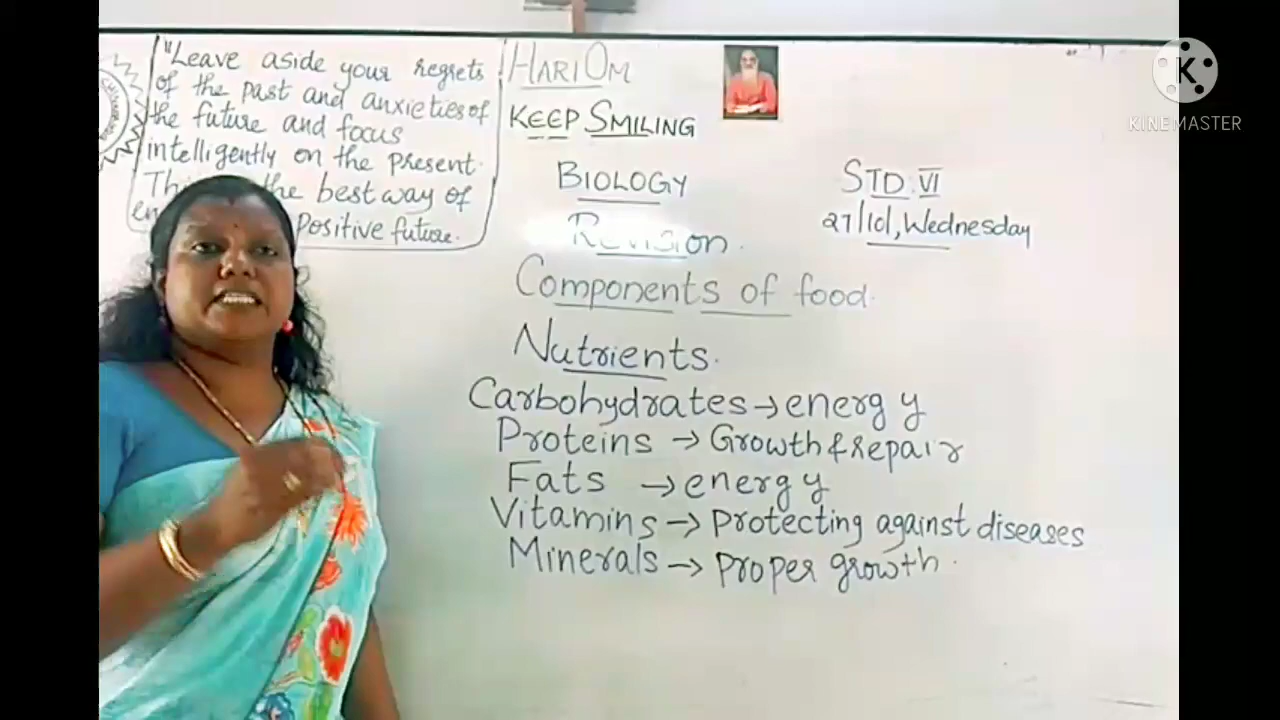 "Leave aside your regrets
of the past and anxieties of
the future and focus
intelligently on the present.
the best way of
Positive future.
HARI OM
KEEP SMILING
BIOLOGY
STD VI
Revision.
27/10, Wednesday
Components of food.
Nutrients.
Carbohydrates → energy
Proteins → Growth & repair
Fats → energy
Vitamins → Protecting against diseases
Minerals → proper growth.
K
KINEMASTER